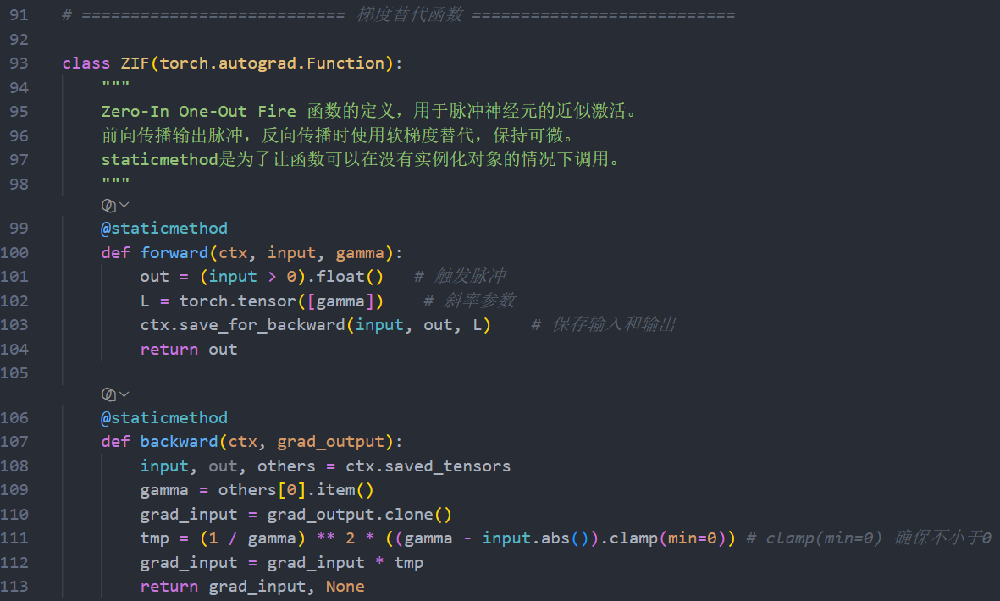 91 # =========================== 梯度替代函数 ===========================
92
93 class ZIF(torch.autograd.Function):
94 """
95 Zero-In One-Out Fire 函数的定义，用于脉冲神经元的近似激活。
96 前向传播输出脉冲，反向传播时使用软梯度替代，保持可微。
97 staticmethod是为了让函数可以在没有实例化对象的情况下调用。
98 """
99 @staticmethod
100 def forward(ctx, input, gamma):
101 out = (input > 0).float() # 触发脉冲
102 L = torch.tensor([gamma]) # 斜率参数
103 ctx.save_for_backward(input, out, L) # 保存输入和输出
104 return out
105
106 @staticmethod
107 def backward(ctx, grad_output):
108 input, out, others = ctx.saved_tensors
109 gamma = others[0].item()
110 grad_input = grad_output.clone()
111 tmp = (1 / gamma) ** 2 * ((gamma - input.abs()).clamp(min=0)) # clamp(min=0) 确保不小于0
112 grad_input = grad_input * tmp
113 return grad_input, None